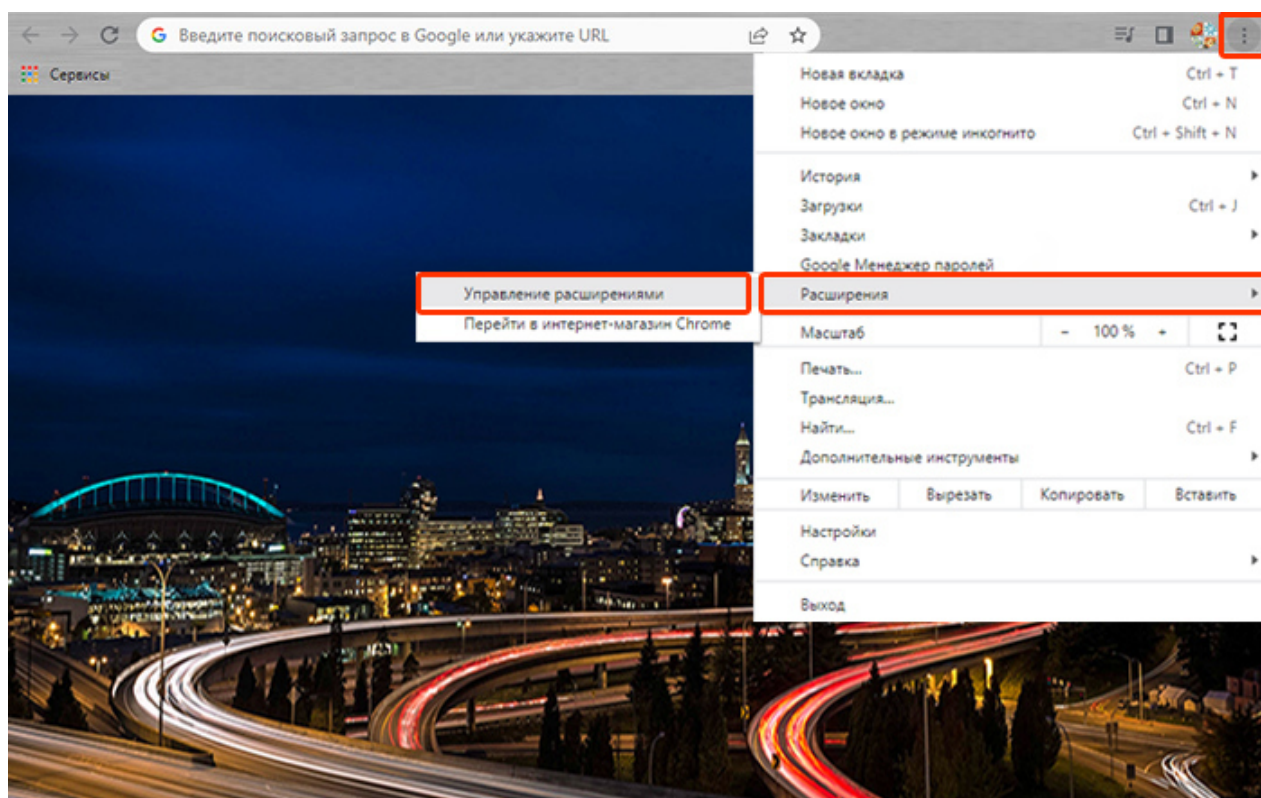 Введите поисковый запрос в Google или укажите URL
Сервисы
Новая вкладка Ctrl + T
Новое окно Ctrl + N
Новое окно в режиме инкогнито Ctrl + Shift + N
История
Загрузки Ctrl + J
Закладки
Google Менеджер паролей
Расширения
Управление расширениями
Перейти в интернет-магазин Chrome
Масштаб - 100 % +
Печать... Ctrl + P
Трансляция...
Найти... Ctrl + F
Дополнительные инструменты
Изменить Вырезать Копировать Вставить
Настройки
Справка
Выход